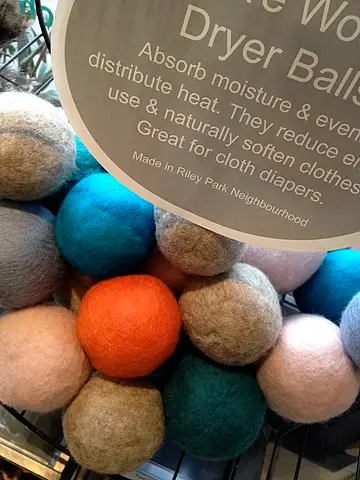 Wo
Dryer Balls
Absorb moisture &
distribute heat. They reduce
use & naturally soften clothes
Great for cloth diapers.
Made in Riley Park Neighbourhood